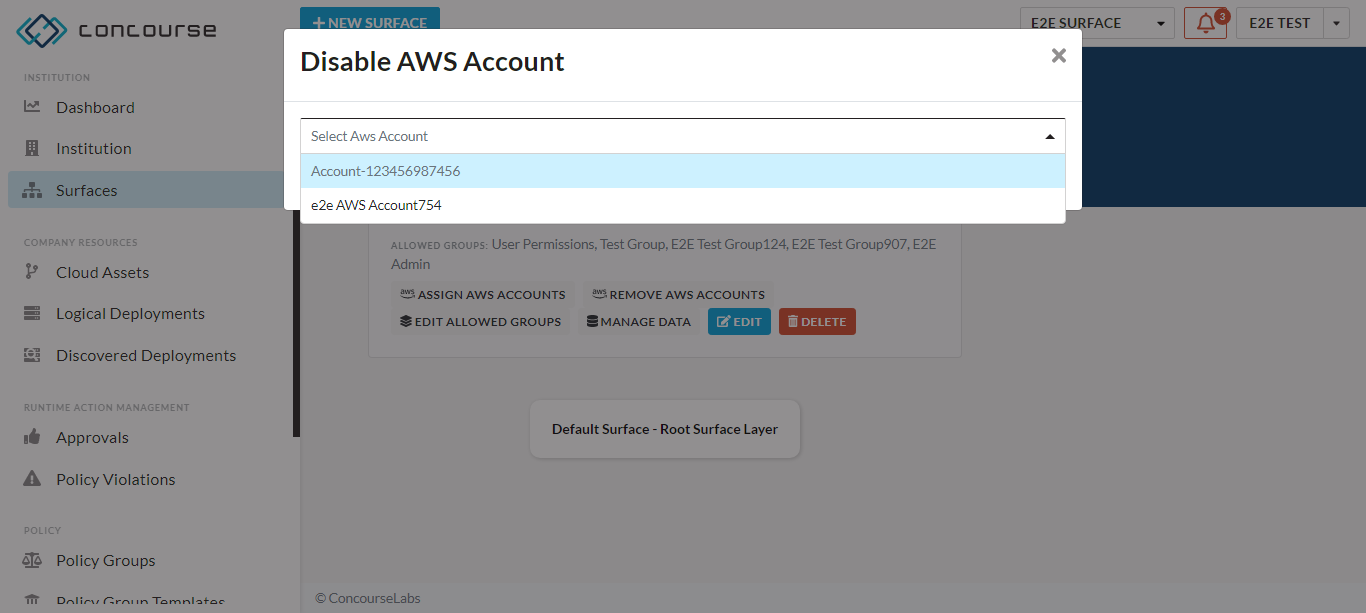 concourse
NEW SURFACE
E2E SURFACE
3
E2E TEST
Disable AWS Account
×
INSTITUTION
Dashboard
Institution
Surfaces
COMPANY RESOURCES
Cloud Assets
Logical Deployments
Discovered Deployments
RUNTIME ACTION MANAGEMENT
Approvals
Policy Violations
POLICY
Policy Groups
Policy Group Templates
Select Aws Account
Account-123456987456
e2e AWS Account754
ALLOWED GROUPS: User Permissions, Test Group, E2E Test Group124, E2E Test Group907, E2E
Admin
aws ASSIGN AWS ACCOUNTS aws REMOVE AWS ACCOUNTS
EDIT ALLOWED GROUPS MANAGE DATA EDIT DELETE
Default Surface - Root Surface Layer
© ConcourseLabs